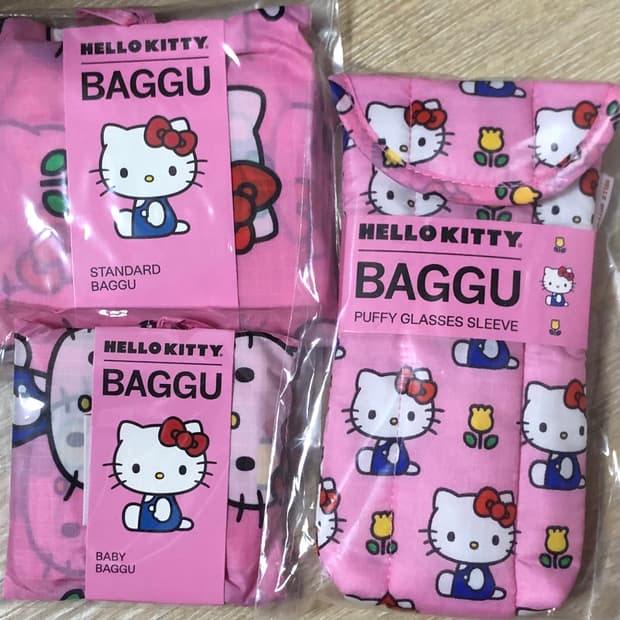 HELLO KITTY
BAGGU
STANDARD
BAGGU
HELLO KITTY
BAGGU
PUFFY GLASSES SLEEVE
HELLO KITTY
BAGGU
BABY
BAGGU